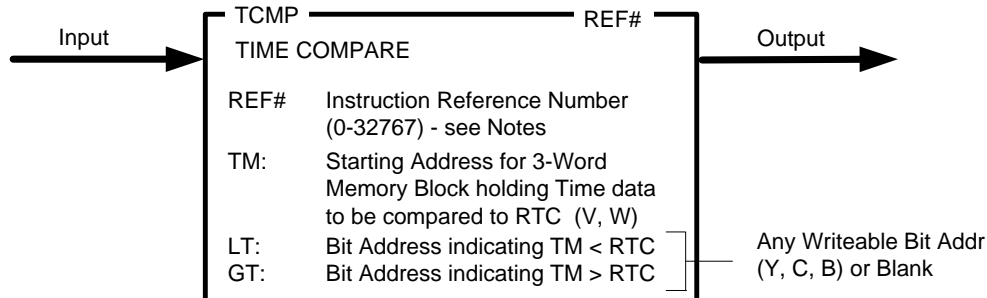 TCMP REF#
Input
Output
TIME COMPARE
REF# Instruction Reference Number
(0-32767) - see Notes
TM: Starting Address for 3-Word
Memory Block holding Time data
to be compared to RTC (V, W)
LT: Bit Address indicating TM < RTC
GT: Bit Address indicating TM > RTC
Any Writeable Bit Addr
(Y, C, B) or Blank